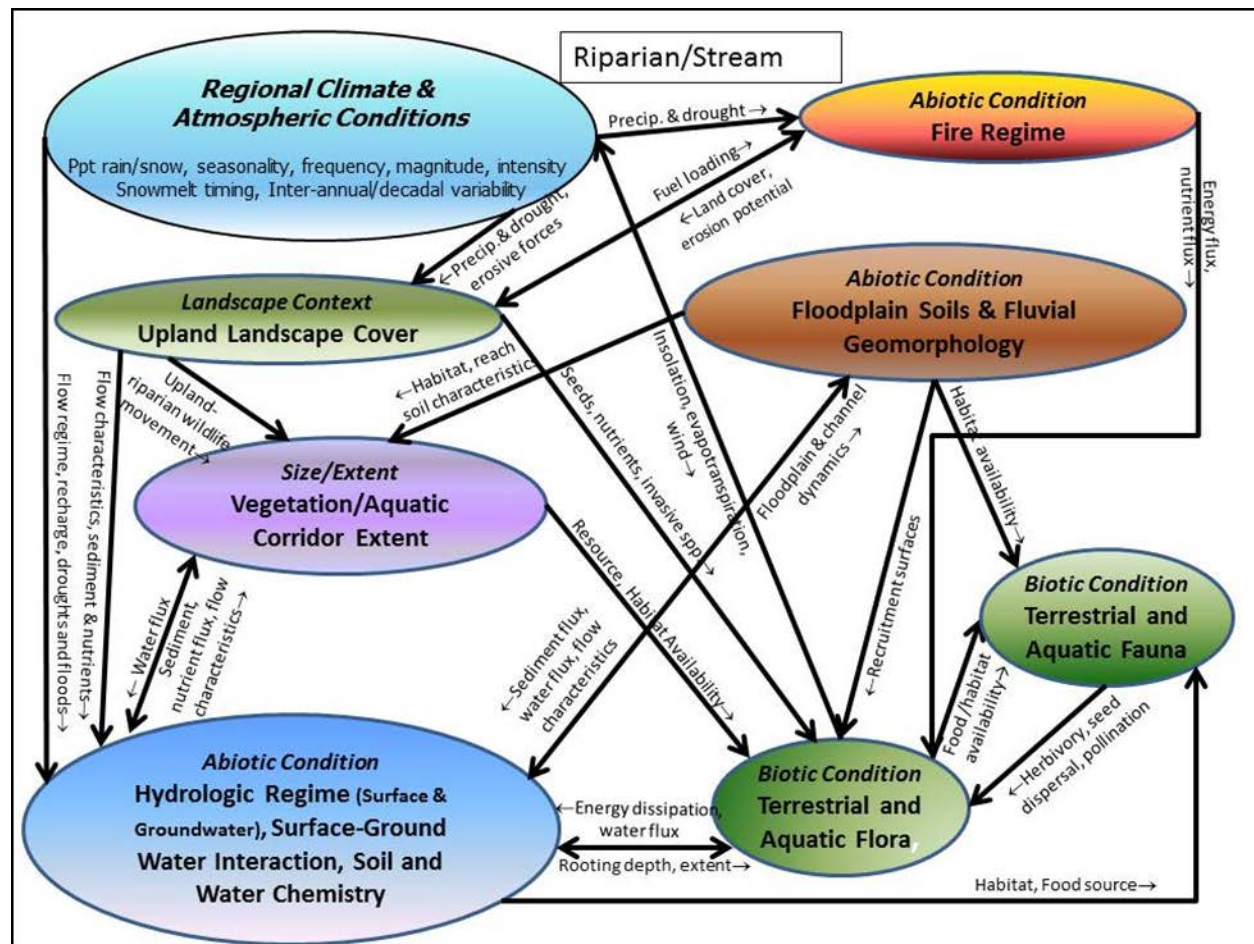 Riparian/Stream
Regional Climate &
Atmospheric Conditions
Ppt rain/snow, seasonality, frequency, magnitude, intensity
Snowmelt timing, Inter-annual/decadal variability
Precip. & drought→
Abiotic Condition
Fire Regime
Fuel loading→
←Land cover,
erosion potential
Energy flux,
nutrient flux→
←Precip.& drought,
erosive forces
Landscape Context
Upland Landscape Cover
Abiotic Condition
Floodplain Soils & Fluvial
Geomorphology
Upland-
riparian wildlife
movement→
←Habitat, reach
soil characteristics
Seeds, nutrients, invasive spp→
Insolation, evapotranspiration,
wind→
Floodplain & channel
dynamics→
Habitat availability→
Flow regime, recharge, droughts and floods→
Flow characteristics, sediment & nutrients→
Size/Extent
Vegetation/Aquatic
Corridor Extent
Resource, Habitat Availability→
←Recruitment surfaces
Biotic Condition
Terrestrial and
Aquatic Fauna
←Water flux
Sediment,
nutrient flux, flow
characteristics→
←Sediment flux,
water flux, flow
characteristics
Food/habitat
availability→
←Herbivory, seed
dispersal, pollination
Abiotic Condition
Hydrologic Regime (Surface &
Groundwater), Surface-Ground
Water Interaction, Soil and
Water Chemistry
←Energy dissipation,
water flux
Rooting depth, extent→
Biotic Condition
Terrestrial and
Aquatic Flora,
Habitat, Food source→